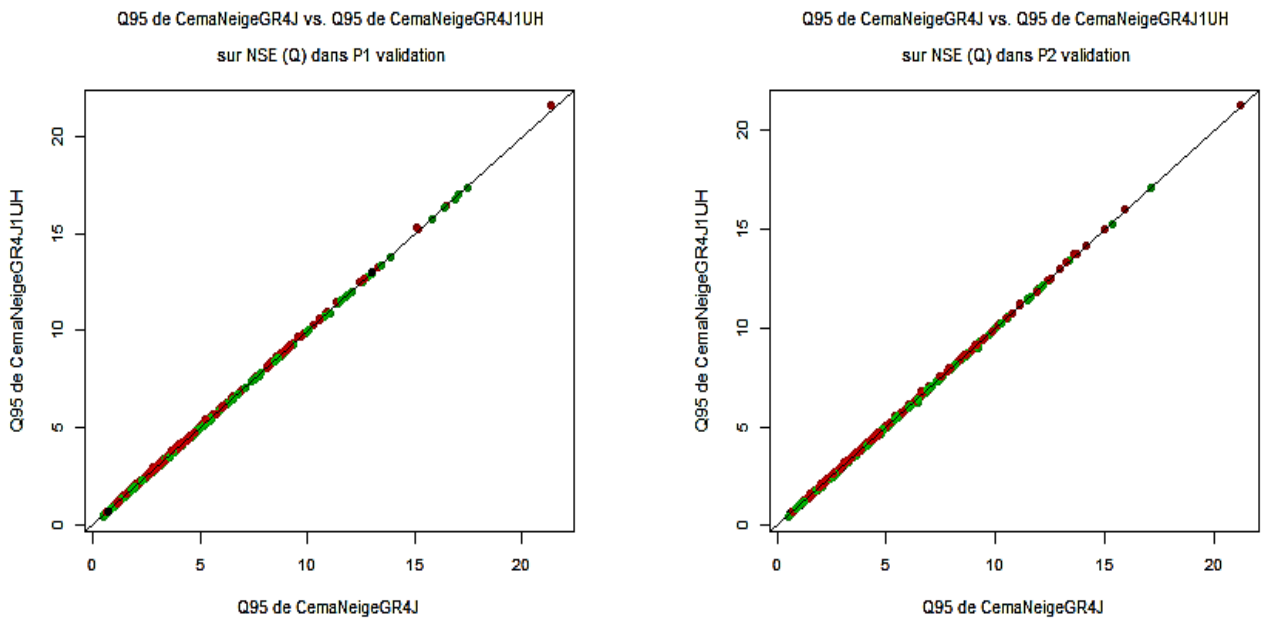 Q95 de CemaNeigeGR4J vs. Q95 de CemaNeigeGR4J1UH
sur NSE (Q) dans P1 validation
Q95 de CemaNeigeGR4J1UH
20
15
10
5
0
0 5 10 15 20
Q95 de CemaNeigeGR4J
Q95 de CemaNeigeGR4J vs. Q95 de CemaNeigeGR4J1UH
sur NSE (Q) dans P2 validation
Q95 de CemaNeigeGR4J1UH
20
15
10
5
0
0 5 10 15 20
Q95 de CemaNeigeGR4J